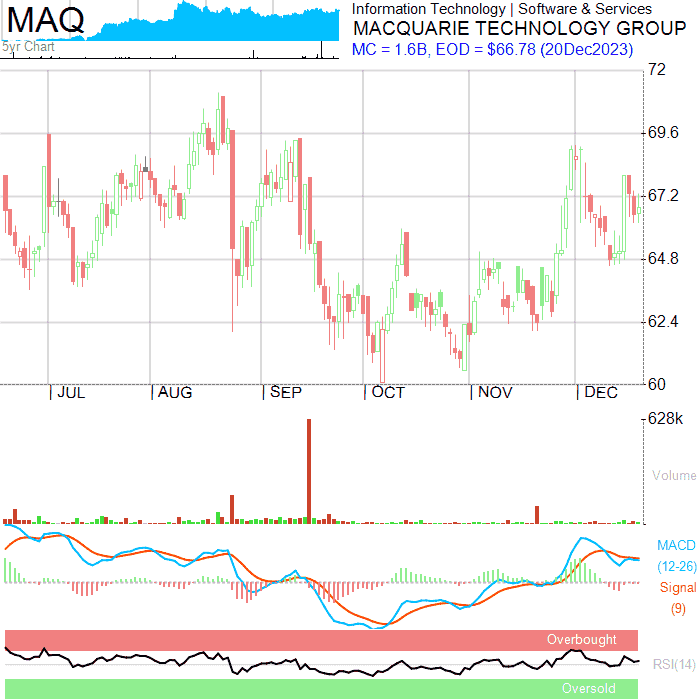 MAQ
5yr Chart
Information Technology | Software & Services
MACQUARIE TECHNOLOGY GROUP
MC = 1.6B, EOD = $66.78 (20Dec2023)
72
69.6
67.2
64.8
62.4
60
JUL
AUG
SEP
OCT
NOV
DEC
628k
Volume
MACD
(12-26)
Signal
(9)
Overbought
RSI(14)
Oversold